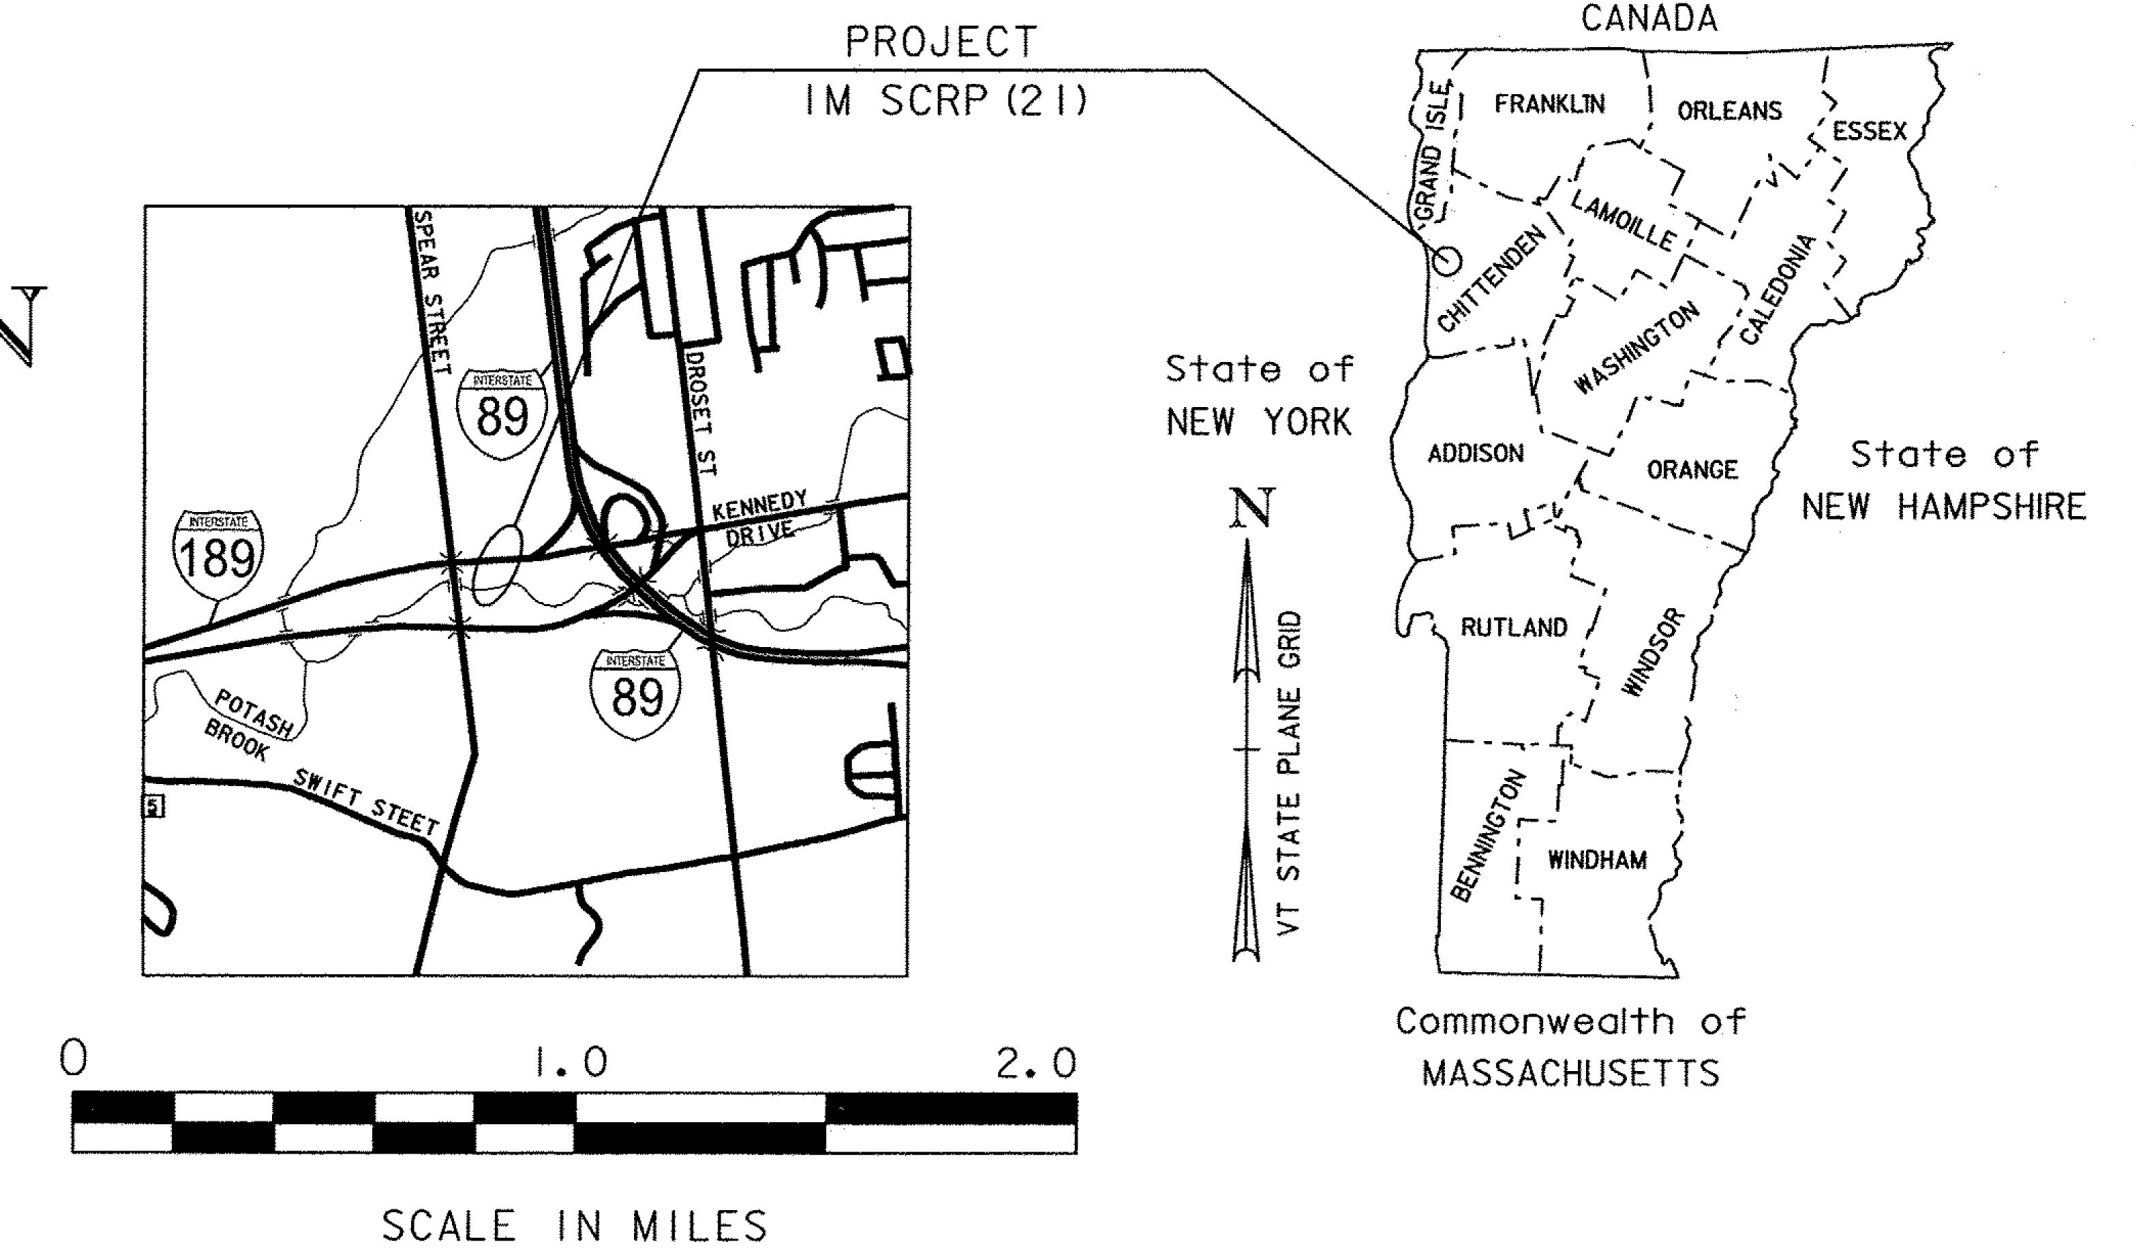 CANADA
PROJECT
IM SCRP (21)
GRAND ISLE
FRANKLIN
ORLEANS
ESSEX
LAMOILLE
CHITTENDEN
CALEDONIA
WASHINGTON
State of
NEW YORK
ADDISON
ORANGE
State of
NEW HAMPSHIRE
RUTLAND
WINDSOR
BENNINGTON
WINDHAM
Commonwealth of
MASSACHUSETTS
N
VT STATE PLANE GRID
SPEAR STREET
INTERSTATE
89
DROSET ST
KENNEDY
DRIVE
INTERSTATE
189
INTERSTATE
89
POTASH
BROOK
SWIFT STEET
5
0 1.0 2.0
SCALE IN MILES